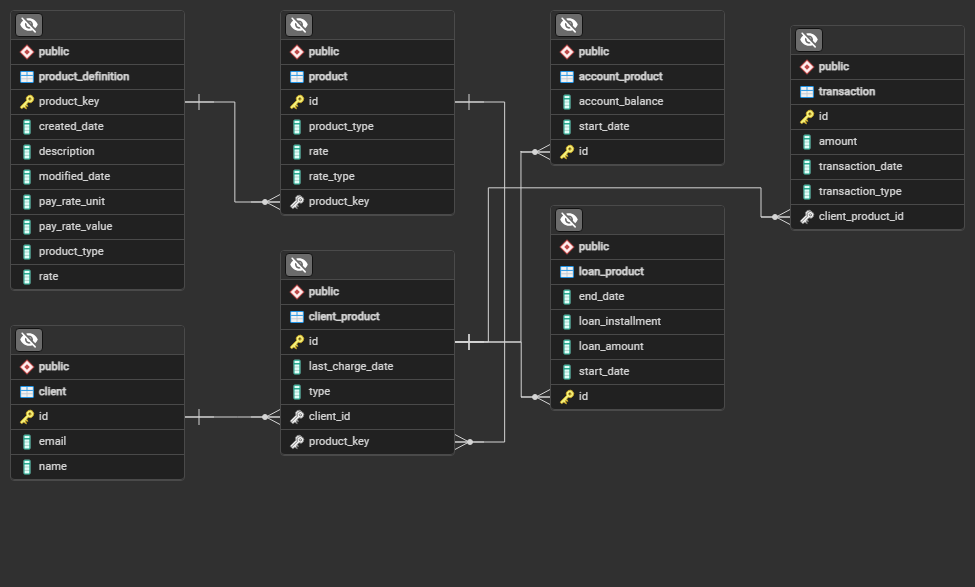 public
product_definition
product_key
created_date
description
modified_date
pay_rate_unit
pay_rate_value
product_type
rate
public
product
id
product_type
rate
rate_type
product_key
public
account_product
account_balance
start_date
id
public
transaction
id
amount
transaction_date
transaction_type
client_product_id
public
client
id
email
name
public
client_product
id
last_charge_date
type
client_id
product_key
public
loan_product
end_date
loan_installment
loan_amount
start_date
id